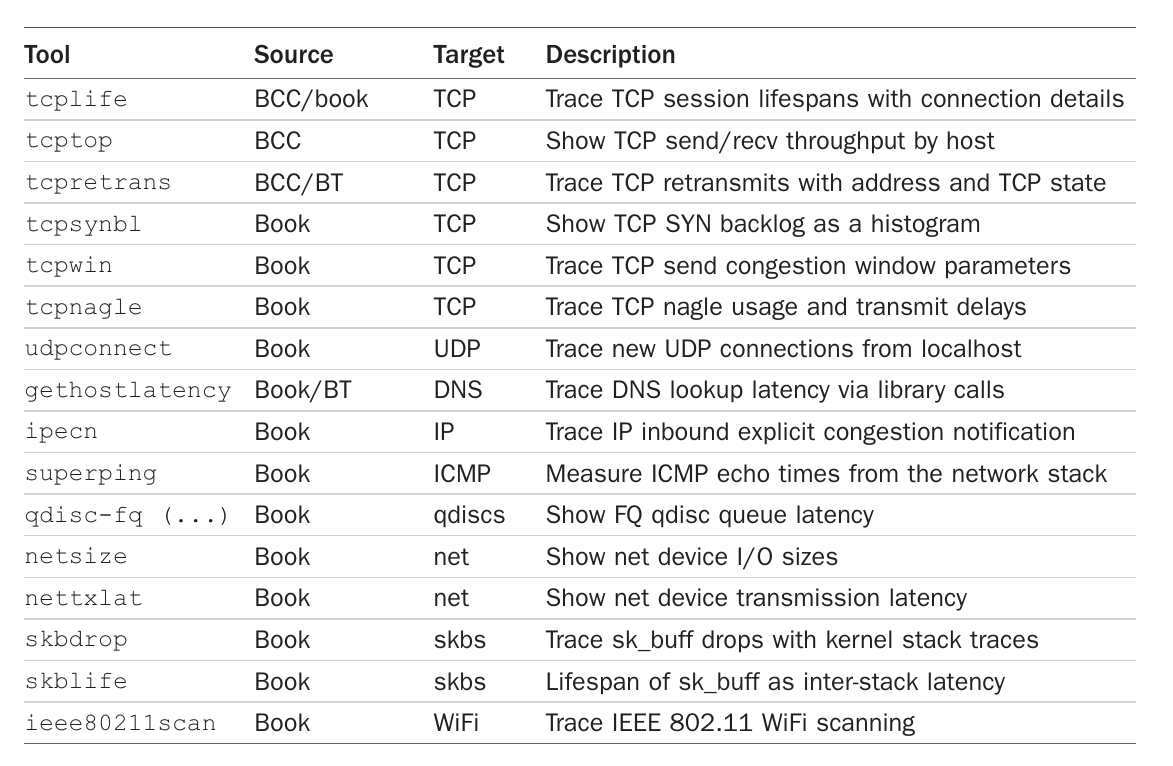 Tool Source Target Description
tcplife BCC/book TCP Trace TCP session lifespans with connection details
tcptop BCC TCP Show TCP send/recv throughput by host
tcpretrans BCC/BT TCP Trace TCP retransmits with address and TCP state
tcpsynbl Book TCP Show TCP SYN backlog as a histogram
tcpwin Book TCP Trace TCP send congestion window parameters
tcpnagle Book TCP Trace TCP nagle usage and transmit delays
udpconnect Book UDP Trace new UDP connections from localhost
gethostlatency Book/BT DNS Trace DNS lookup latency via library calls
ipecn Book IP Trace IP inbound explicit congestion notification
superping Book ICMP Measure ICMP echo times from the network stack
qdisc-fq (...) Book qdiscs Show FQ qdisc queue latency
netsize Book net Show net device I/O sizes
nettxlat Book net Show net device transmission latency
skbdrop Book skbs Trace sk_buff drops with kernel stack traces
skblife Book skbs Lifespan of sk_buff as inter-stack latency
ieee80211scan Book WiFi Trace IEEE 802.11 WiFi scanning